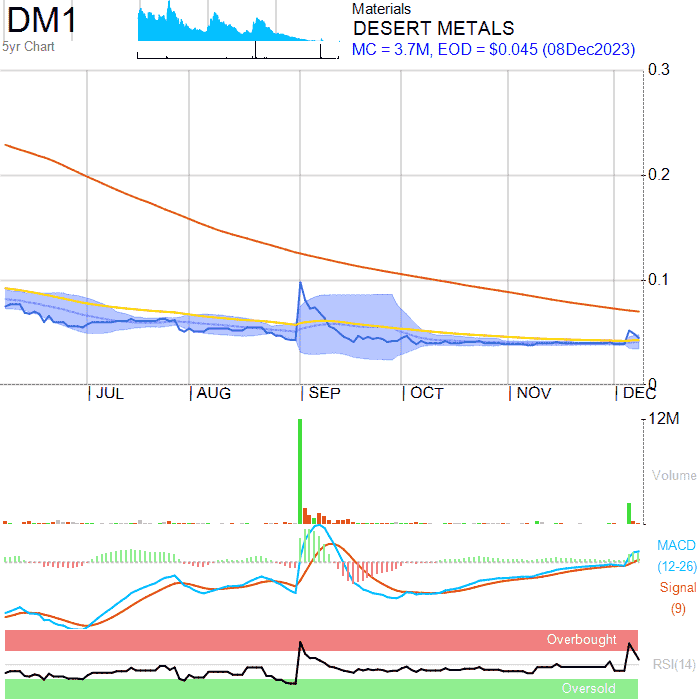 DM1
Materials
DESERT METALS
5yr Chart
MC = 3.7M, EOD = $0.045 (08Dec2023)
0.3
0.2
0.1
0
JUL AUG SEP OCT NOV DEC
12M
Volume
MACD
(12-26)
Signal
(9)
Overbought
RSI(14)
Oversold